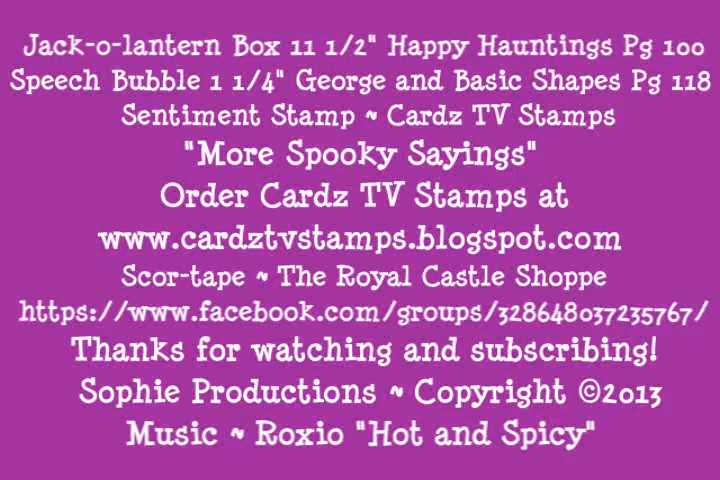 Jack-o-lantern Box 11 1/2" Happy Hauntings Pg 100
Speech Bubble 1 1/4" George and Basic Shapes Pg 118
Sentiment Stamp ~ Cardz TV Stamps
"More Spooky Sayings"
Order Cardz TV Stamps at
www.cardztvstamps.blogspot.com
Scor-tape ~ The Royal Castle Shoppe
https://www.facebook.com/groups/328648037235767/
Thanks for watching and subscribing!
Sophie Productions ~ Copyright ©2013
Music ~ Roxio "Hot and Spicy"